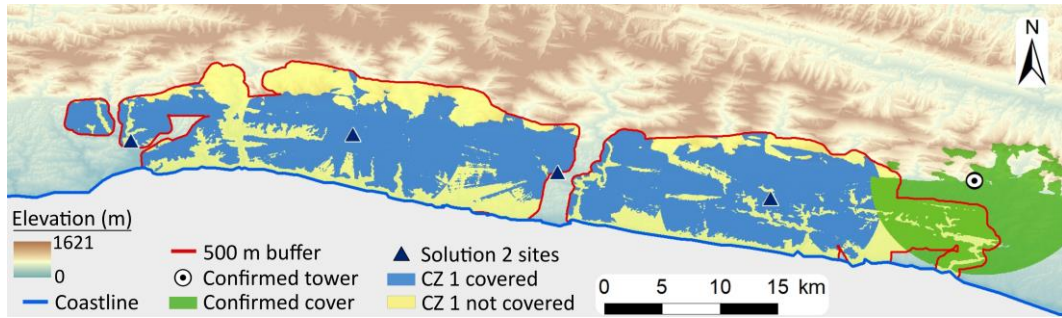 N
Elevation (m)
1621
0
Coastline
500 m buffer
Confirmed tower
Confirmed cover
Solution 2 sites
CZ 1 covered
CZ 1 not covered
0 5 10 15 km